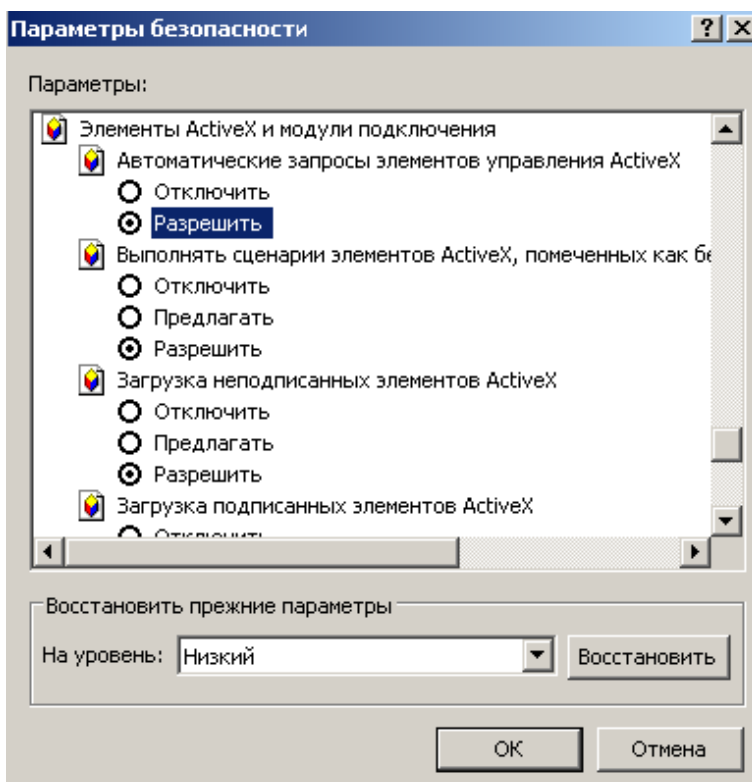 Параметры безопасности
Параметры:
Элементы ActiveX и модули подключения
Автоматические запросы элементов управления ActiveX
Отключить
Разрешить
Выполнять сценарии элементов ActiveX, помеченных как бе
Отключить
Предлагать
Разрешить
Загрузка неподписанных элементов ActiveX
Отключить
Предлагать
Разрешить
Загрузка подписанных элементов ActiveX
Отключить
Восстановить прежние параметры
На уровень: Низкий Восстановить
ОК Отмена